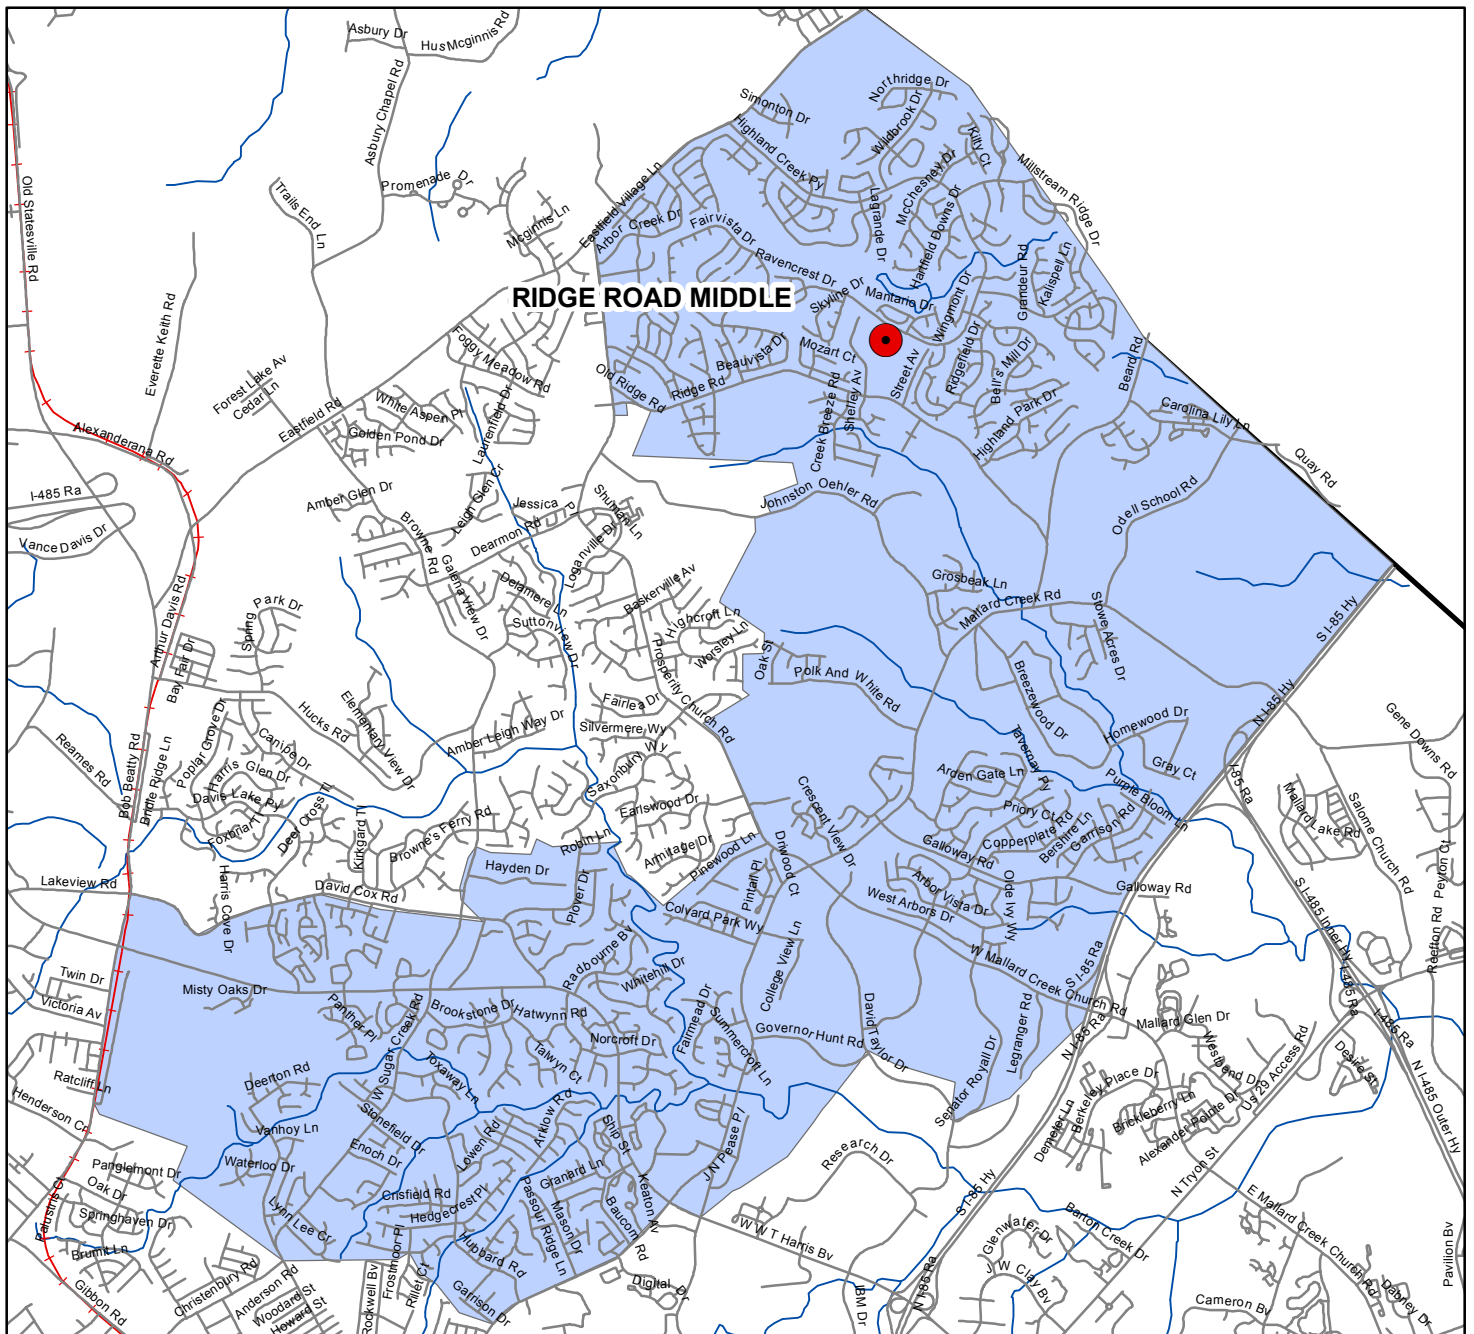 Asbury Dr
Hus Mcginnis Rd
Asbury Chapel Rd
Northridge Dr
Simonton Dr
Wildbrook Dr
Highland Creek Py
Kilty Ct
Millstream Ridge Dr
McChesney Dr
Old Statesville Rd
Trails End Ln
Promenade Dr
Mcginnis Ln
Eastfield Village Ln
Arbor Creek Dr
Fairvista Dr
Lagrande Dr
Hartfield Downs Dr
Ravencrest Dr
Grandeur Rd
Kalispell Ln
Skyline Dr
Mantario Dr
Wingmont Dr
RIDGE ROAD MIDDLE
Everette Keith Rd
Foggy Meadow Rd
Beauvista Dr
Mozart Ct
Ridgefield Dr
Bell's Mill Dr
Beard Rd
Forest Lake Av
Cedar Ln
Old Ridge Rd
Ridge Rd
Street Av
White Aspen Pl
Laurenfield Dr
Creek Breeze Rd
Shelley Av
Highland Park Dr
Carolina Lily Ln
Eastfield Rd
Golden Pond Dr
Alexanderana Rd
Quay Rd
I-485 Ra
Amber Glen Dr
Leigh Glen Cr
Jessica Pl
Shuman Ln
Johnston Oehler Rd
Odell School Rd
Vance Davis Dr
Browne Rd
Dearmon Rd
Loganville Dr
Galena View Dr
Delamere Ln
Baskerville Av
Grosbeak Ln
Mallard Creek Rd
Stowe Acres Dr
S I-85 Hy
Arthur Davis Rd
Spring Park Dr
Suttonview Dr
Highcroft Ln
Worsley Ln
Bay Fair Dr
Oak St
Polk And White Rd
Breezewood Dr
Prosperity Church Rd
Elementary View Dr
Hucks Rd
Fairlea Dr
Silvermere Wy
Amber Leigh Way Dr
N I-85 Hy
Gene Downs Rd
Poplar Grove Dr
Canipe Dr
Tavernay Py
Homewood Dr
Gray Ct
Reames Rd
Bob Beatty Rd
Bridle Ridge Ln
Harris Glen Dr
Saxonbury Wy
Arden Gate Ln
Purple Bloom Ln
I-85 Ra
Davis Lake Py
Deer Cross Tl
Earlswood Dr
Crescent View Dr
Priory Ct
Copperplate Rd
Bershire Ln
Garrison Rd
Mallard Lake Rd
Salome Church Rd
Foxbriar Tl
Kirkgard Tl
Browne's Ferry Rd
Robin Ln
Armitage Dr
Pinewood Ln
Driwood Ct
Galloway Rd
Peyton Ct
Hayden Dr
Lakeview Rd
Harris Cove Dr
David Cox Rd
Plover Dr
Pintail Pl
Arbor Vista Dr
West Arbors Dr
Olde Ivy Wy
Galloway Rd
Colvard Park Wy
S I-485 Inner Hy
Reefton Rd
Twin Dr
Misty Oaks Dr
Radbourne Bv
Whitehill Dr
College View Ln
W Mallard Creek Church Rd
S I-85 Ra
I-485 Ra
Victoria Av
Panther Pl
W Sugar Creek Rd
Brookstone Dr
Hatwynn Rd
Norcroft Dr
Fairmead Dr
Summercroft Ln
Governor Hunt Rd
David Taylor Dr
Legranger Rd
N I-85 Ra
Mallard Glen Dr
I-485 Ra
Ratcliff Ln
Deerton Rd
Toxaway Ln
Talwyn Ct
Senator Royall Dr
Westbend Dr
Us 29 Access Rd
Desire St
N I-485 Outer Hy
Henderson Cr
Vanhoy Ln
Stonefield Dr
Lowen Rd
Arklow Rd
Ship St
J N Pease Pl
Research Dr
Demeter Ln
Berkeley Place Dr
Brickleberry Ln
Alexander Pointe Dr
Panglemont Dr
Waterloo Dr
Enoch Dr
Granard Ln
Keaton Av
N Tryon St
Oak Dr
Crisfield Rd
Hedgecrest Pl
Passour Ridge Ln
Mason Dr
Baucom Rd
S I-85 Hy
E Mallard Creek Church Rd
Palustris Ct
Springhaven Dr
Lynn Lee Cr
W W T Harris Bv
Glenwater Dr
Barton Creek Dr
Brumit Ln
Frosmoor Pl
Hubbard Rd
Digital Dr
J W Clay Bv
Pavilion Bv
Gibbon Rd
Christenbury Rd
Anderson Rd
Woodard St
Howard St
Rockwell Bv
Rillet Ct
Garrison Dr
IBM Dr
N I-85 Ra
Cameron Bv
Dabney Dr